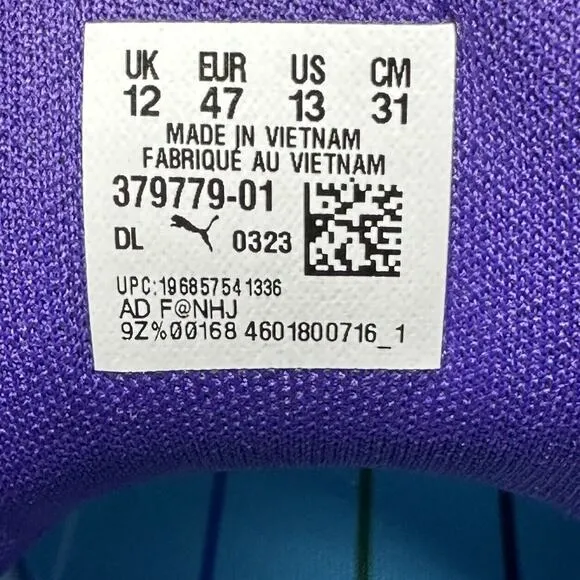 UK EUR US CM
12 47 13 31
MADE IN VIETNAM
FABRIQUÉ AU VIETNAM
379779-01
DL 0323
UPC:196857541336
AD F@NHJ
9Z%00168 4601800716_1